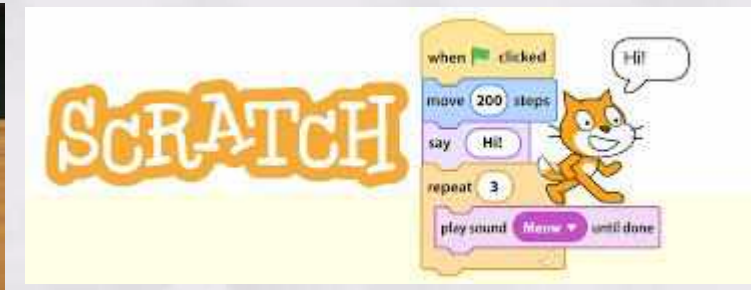 SCRATCH
when clicked
Hi!
move 200 steps
say Hi!
repeat 3
play sound Meow until done